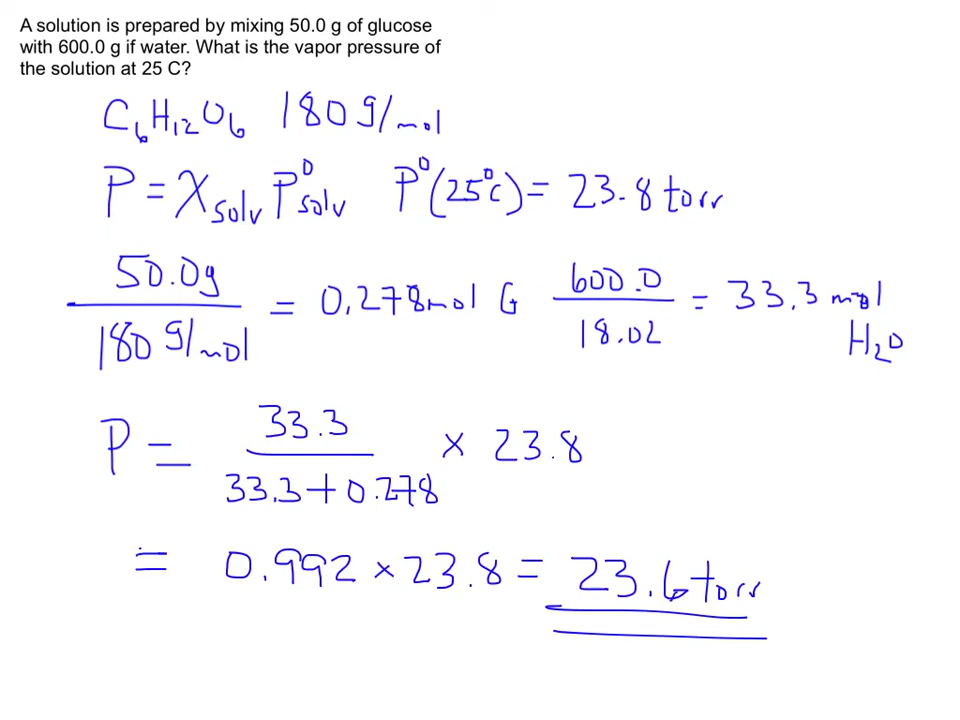 A solution is prepared by mixing 50.0 g of glucose
with 600.0 g if water. What is the vapor pressure of
the solution at 25 C?
C₆H₁₂O₆ 180 g/mol
P = X_solv P°_solv P°(25°C) = 23.8 torr
50.0g / 180 g/mol = 0.278 mol G 600.0 / 18.02 = 33.3 mol H₂O
P = 33.3 / 33.3 + 0.278 × 23.8
= 0.992 × 23.8 = 23.6 torr